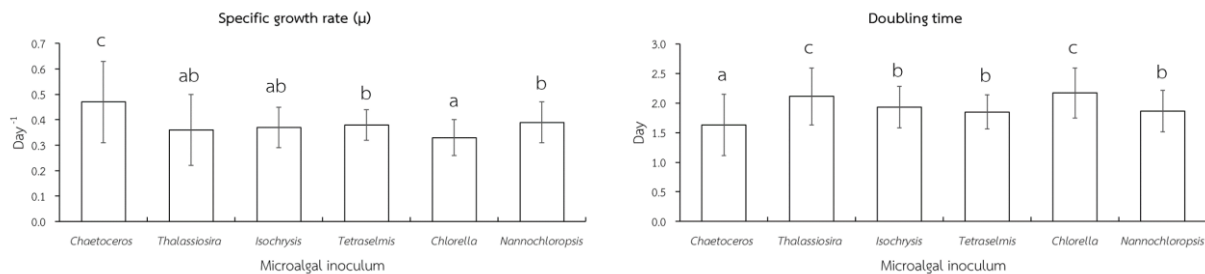 Specific growth rate (μ)
0.7
0.6
0.5
0.4
0.3
0.2
0.1
0.0
Day⁻¹
c
ab
ab
b
a
b
Chaetoceros
Thalassiosira
Isochrysis
Tetraselmis
Chlorella
Nannochloropsis
Microalgal inoculum
Doubling time
3.0
2.5
2.0
1.5
1.0
0.5
0.0
Day
a
c
b
b
c
b
Chaetoceros
Thalassiosira
Isochrysis
Tetraselmis
Chlorella
Nannochloropsis
Microalgal inoculum